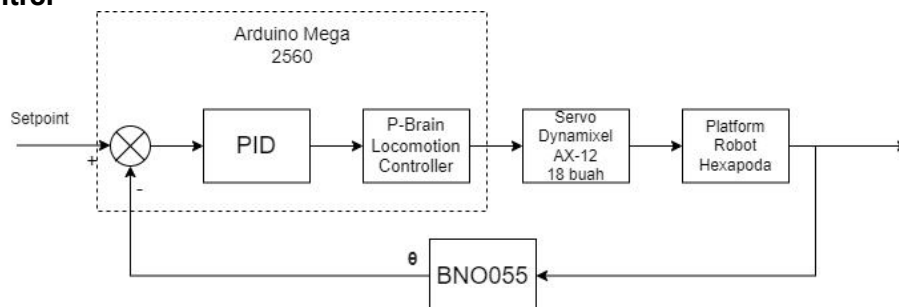 Arduino Mega
2560
Setpoint
+
-
PID
P-Brain
Locomotion
Controller
Servo
Dynamixel
AX-12
18 buah
Platform
Robot
Hexapoda
θ
BNO055